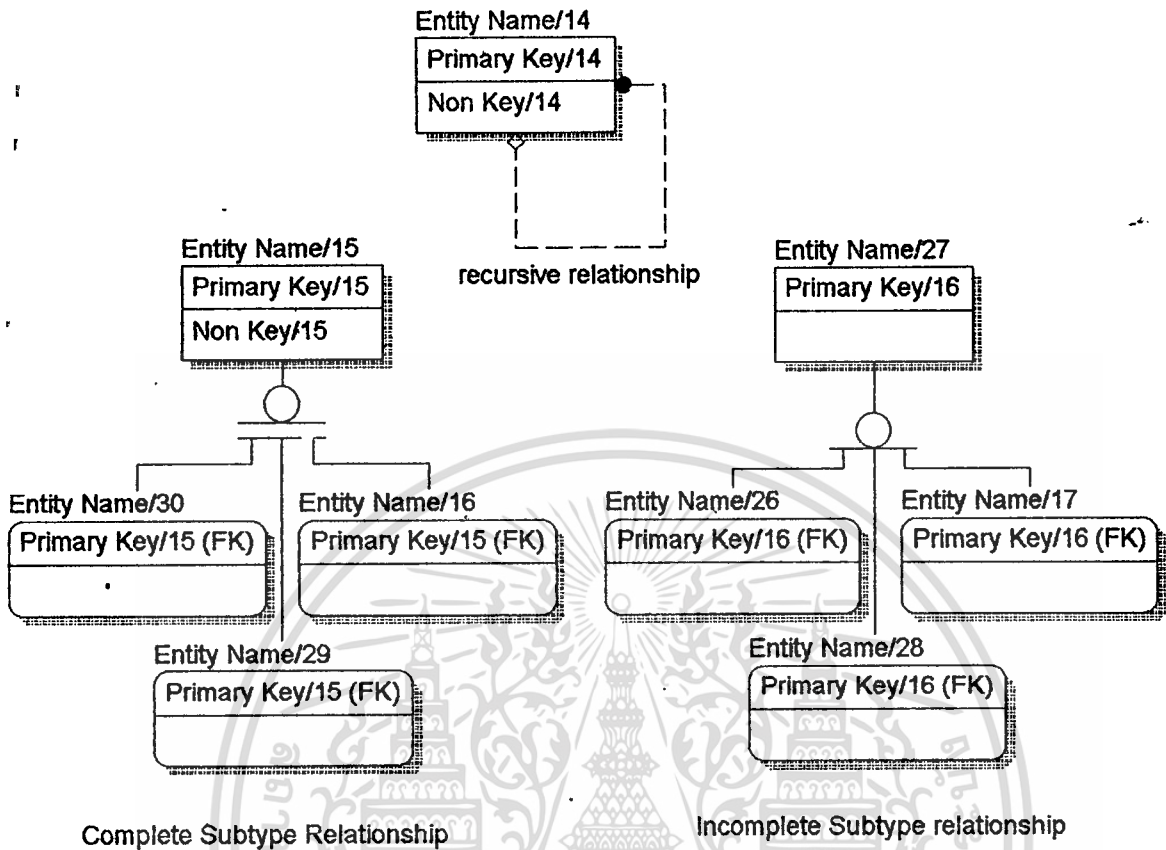 Entity Name/14
Primary Key/14
Non Key/14
recursive relationship
Entity Name/15
Primary Key/15
Non Key/15
Entity Name/27
Primary Key/16
Entity Name/30
Primary Key/15 (FK)
Entity Name/16
Primary Key/15 (FK)
Entity Name/26
Primary Key/16 (FK)
Entity Name/17
Primary Key/16 (FK)
Entity Name/29
Primary Key/15 (FK)
Entity Name/28
Primary Key/16 (FK)
Complete Subtype Relationship
Incomplete Subtype relationship